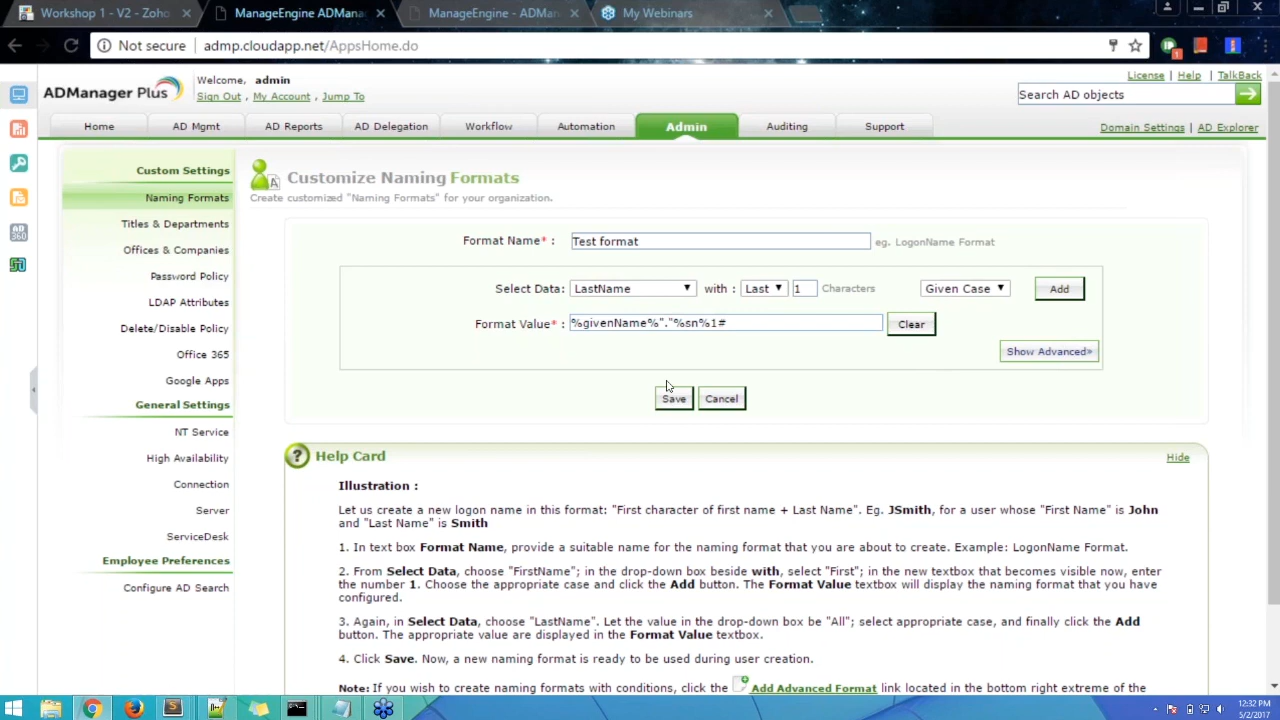 Workshop 1 - V2 - Zoho
ManageEngine ADMana
ManageEngine - ADMan
My Webinars
Not secure
admp.cloudapp.net/AppsHome.do
ADManager Plus
Welcome, admin
License | Help | TalkBack
Sign Out , My Account , Jump To
Search AD objects
Home
AD Mgmt
AD Reports
AD Delegation
Workflow
Automation
Admin
Auditing
Support
Domain Settings | AD Explorer
Custom Settings
Naming Formats
Titles & Departments
Offices & Companies
Password Policy
LDAP Attributes
Delete/Disable Policy
Office 365
Google Apps
General Settings
NT Service
High Availability
Connection
Server
ServiceDesk
Employee Preferences
Configure AD Search
Customize Naming Formats
Create customized "Naming Formats" for your organization.
Format Name* : Test format eg. LogonName Format
Select Data: LastName with : Last 1 Characters Given Case Add
Format Value* : %givenName%"."%sn%1# Clear
Show Advanced»
Save Cancel
Help Card
Hide
Illustration :
Let us create a new logon name in this format: "First character of first name + Last Name". Eg. JSmith, for a user whose "First Name" is John
and "Last Name" is Smith
1. In text box Format Name, provide a suitable name for the naming format that you are about to create. Example: LogonName Format.
2. From Select Data, choose "FirstName"; in the drop-down box beside with, select "First"; in the new textbox that becomes visible now, enter
the number 1. Choose the appropriate case and click the Add button. The Format Value textbox will display the naming format that you have
configured.
3. Again, in Select Data, choose "LastName". Let the value in the drop-down box be "All"; select appropriate case, and finally click the Add
button. The appropriate value are displayed in the Format Value textbox.
4. Click Save. Now, a new naming format is ready to be used during user creation.
Note: If you wish to create naming formats with conditions, click the Add Advanced Format link located in the bottom right extreme of the
12:32 PM
5/2/2017